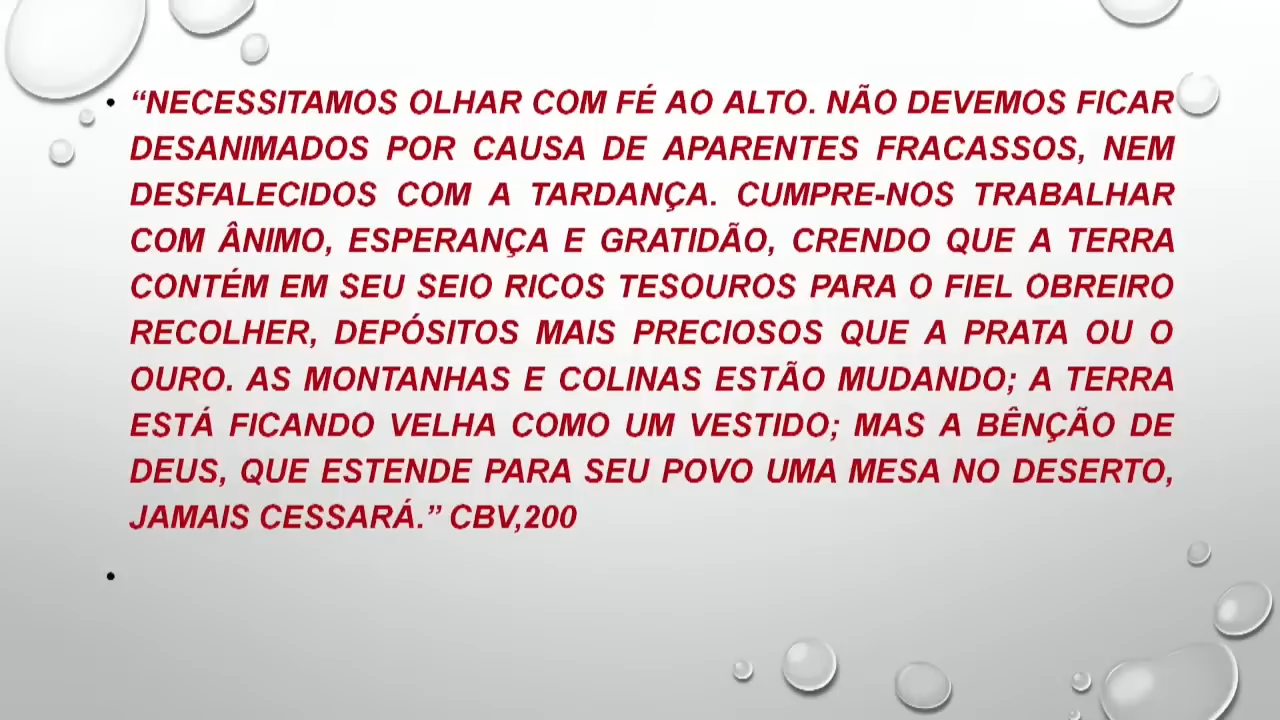 • “NECESSITAMOS OLHAR COM FÉ AO ALTO. NÃO DEVEMOS FICAR
DESANIMADOS POR CAUSA DE APARENTES FRACASSOS, NEM
DESFALECIDOS COM A TARDANÇA. CUMPRE-NOS TRABALHAR
COM ÂNIMO, ESPERANÇA E GRATIDÃO, CRENDO QUE A TERRA
CONTÉM EM SEU SEIO RICOS TESOUROS PARA O FIEL OBREIRO
RECOLHER, DEPÓSITOS MAIS PRECIOSOS QUE A PRATA OU O
OURO. AS MONTANHAS E COLINAS ESTÃO MUDANDO; A TERRA
ESTÁ FICANDO VELHA COMO UM VESTIDO; MAS A BÊNÇÃO DE
DEUS, QUE ESTENDE PARA SEU POVO UMA MESA NO DESERTO,
JAMAIS CESSARÁ.” CBV,200
•